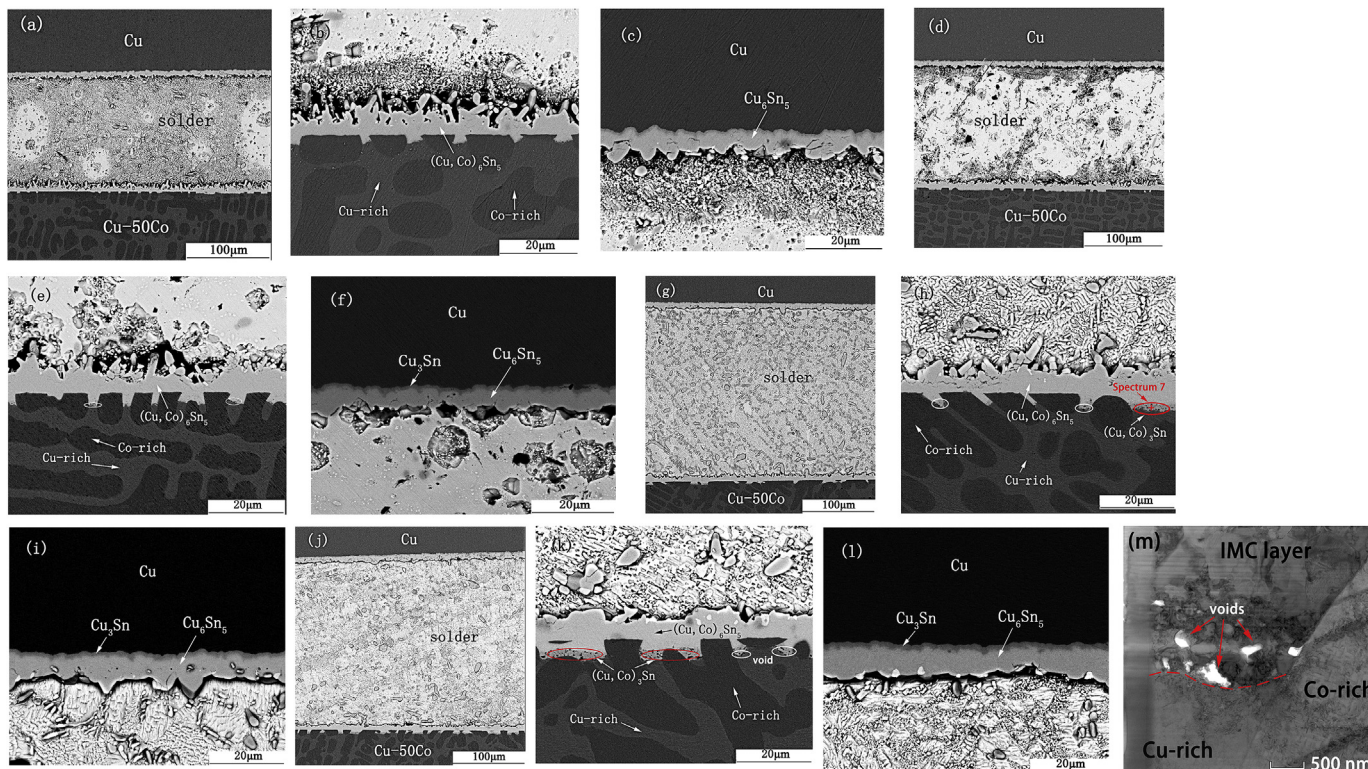 (a)
Cu
solder
Cu-50Co
100μm
(b)
(Cu,Co)₆Sn₅
Cu-rich
Co-rich
20μm
(c)
Cu
Cu₆Sn₅
20μm
(d)
Cu
solder
Cu-50Co
100μm
(e)
(Cu,Co)₆Sn₅
Co-rich
Cu-rich
20μm
(f)
Cu
Cu₃Sn
Cu₆Sn₅
20μm
(g)
Cu
solder
Cu-50Co
100μm
(h)
Spectrum 7
(Cu,Co)₆Sn₅
(Cu,Co)₃Sn
Co-rich
Cu-rich
20μm
(i)
Cu
Cu₃Sn
Cu₆Sn₅
20μm
(j)
Cu
solder
Cu-50Co
100μm
(k)
(Cu,Co)₆Sn₅
void
(Cu,Co)₃Sn
Cu-rich
Co-rich
20μm
(l)
Cu
Cu₃Sn
Cu₆Sn₅
20μm
(m)
IMC layer
voids
Co-rich
Cu-rich
500 nm